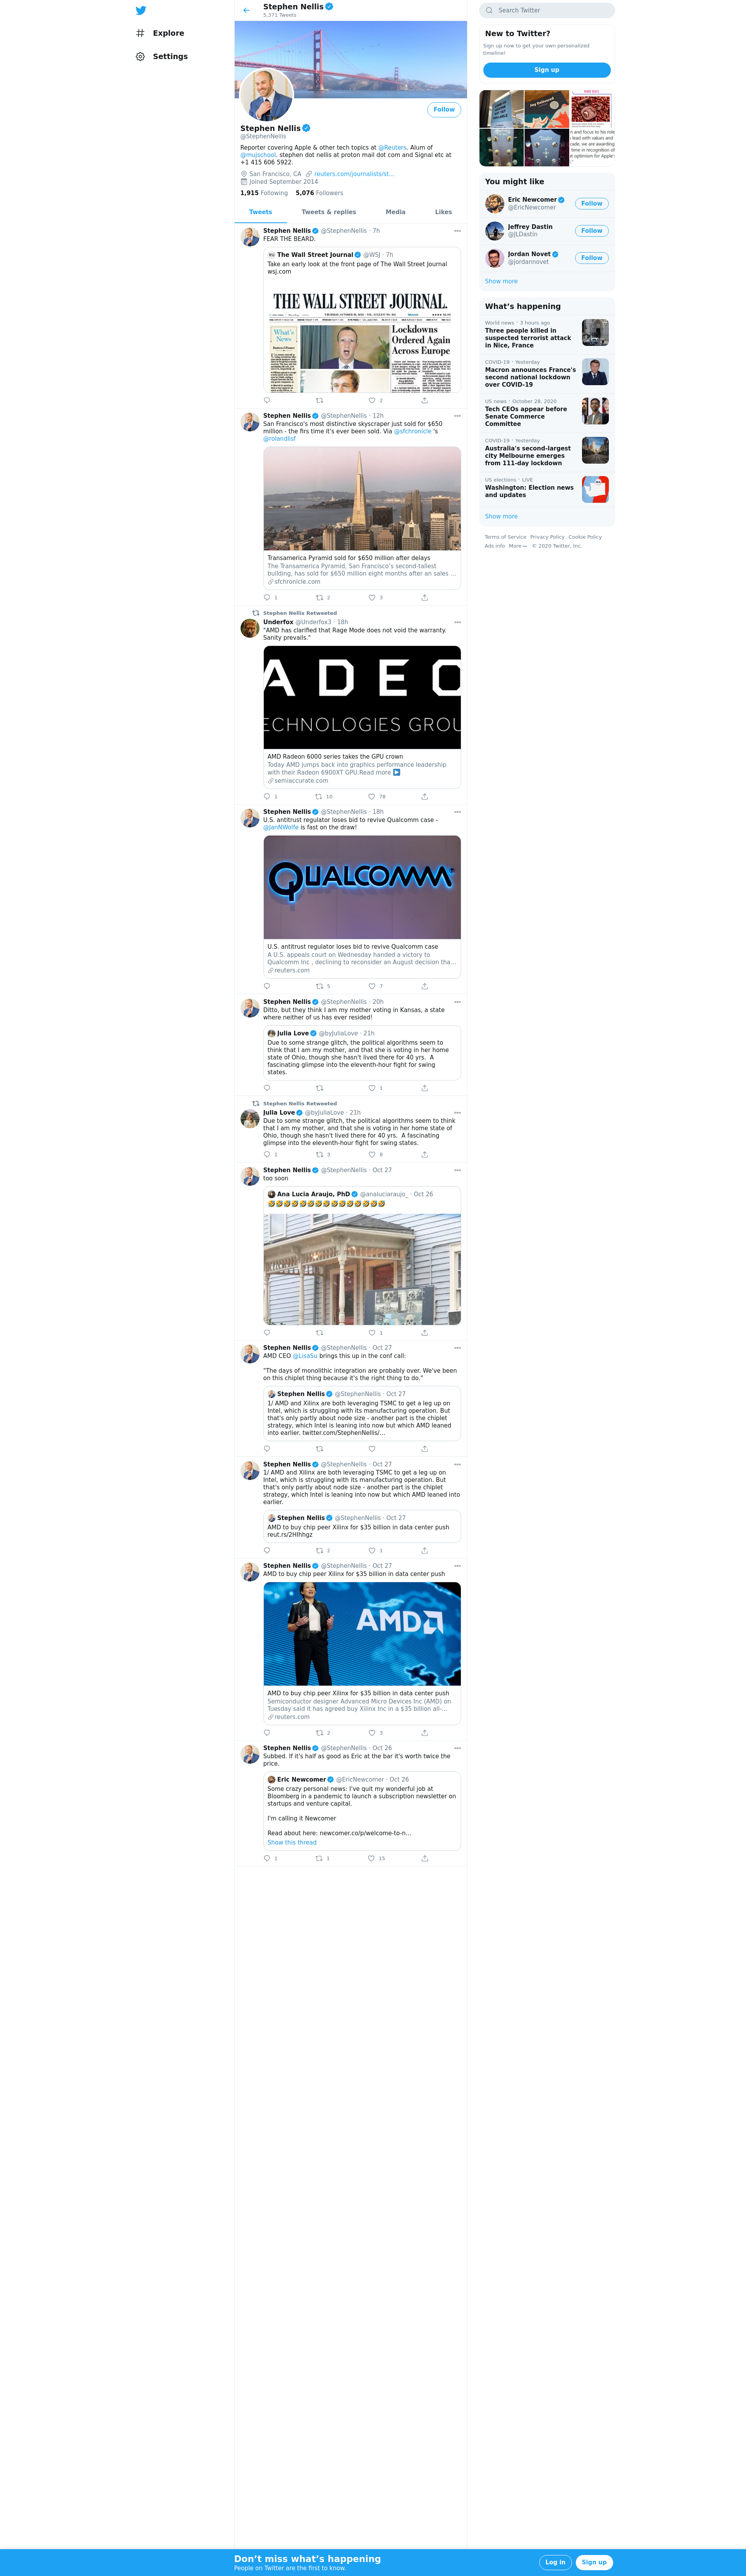 Explore
Settings
Stephen Nellis
5,371 Tweets
Follow
Stephen Nellis
@StephenNellis
Reporter covering Apple & other tech topics at @Reuters. Alum of
@mujschool. stephen dot nellis at proton mail dot com and Signal etc at
+1 415 606 5922.
San Francisco, CA reuters.com/journalists/st...
Joined September 2014
1,915 Following 5,076 Followers
Tweets Tweets & replies Media Likes
Stephen Nellis @StephenNellis · 7h
FEAR THE BEARD.
The Wall Street Journal @WSJ · 7h
Take an early look at the front page of The Wall Street Journal
wsj.com
THE WALL STREET JOURNAL.
What's
News
Lockdowns
Ordered Again
Across Europe
2
Stephen Nellis @StephenNellis · 12h
San Francisco's most distinctive skyscraper just sold for $650
million - the firs time it's ever been sold. Via @sfchronicle 's
@rolandlisf
Transamerica Pyramid sold for $650 million after delays
The Transamerica Pyramid, San Francisco's second-tallest
building, has sold for $650 million eight months after an sales ...
sfchronicle.com
1 2 3
Stephen Nellis Retweeted
Underfox @Underfox3 · 18h
"AMD has clarified that Rage Mode does not void the warranty.
Sanity prevails."
ADEO
ECHNOLOGIES GROU
AMD Radeon 6000 series takes the GPU crown
Today AMD jumps back into graphics performance leadership
with their Radeon 6900XT GPU.Read more
semiaccurate.com
1 10 78
Stephen Nellis @StephenNellis · 18h
U.S. antitrust regulator loses bid to revive Qualcomm case -
@JanNWolfe is fast on the draw!
QUALCOMM
U.S. antitrust regulator loses bid to revive Qualcomm case
A U.S. appeals court on Wednesday handed a victory to
Qualcomm Inc , declining to reconsider an August decision tha...
reuters.com
5 7
Stephen Nellis @StephenNellis · 20h
Ditto, but they think I am my mother voting in Kansas, a state
where neither of us has ever resided!
Julia Love @byJuliaLove · 21h
Due to some strange glitch, the political algorithms seem to
think that I am my mother, and that she is voting in her home
state of Ohio, though she hasn't lived there for 40 yrs. A
fascinating glimpse into the eleventh-hour fight for swing
states.
1
Stephen Nellis Retweeted
Julia Love @byJuliaLove · 21h
Due to some strange glitch, the political algorithms seem to think
that I am my mother, and that she is voting in her home state of
Ohio, though she hasn't lived there for 40 yrs. A fascinating
glimpse into the eleventh-hour fight for swing states.
1 3 8
Stephen Nellis @StephenNellis · Oct 27
too soon
Ana Lucia Araujo, PhD @analuciaraujo_ · Oct 26
1
Stephen Nellis @StephenNellis · Oct 27
AMD CEO @LisaSu brings this up in the conf call:
"The days of monolithic integration are probably over. We've been
on this chiplet thing because it's the right thing to do."
Stephen Nellis @StephenNellis · Oct 27
1/ AMD and Xilinx are both leveraging TSMC to get a leg up on
Intel, which is struggling with its manufacturing operation. But
that's only partly about node size - another part is the chiplet
strategy, which Intel is leaning into now but which AMD leaned
into earlier. twitter.com/StephenNellis/...
Stephen Nellis @StephenNellis · Oct 27
1/ AMD and Xilinx are both leveraging TSMC to get a leg up on
Intel, which is struggling with its manufacturing operation. But
that's only partly about node size - another part is the chiplet
strategy, which Intel is leaning into now but which AMD leaned into
earlier.
Stephen Nellis @StephenNellis · Oct 27
AMD to buy chip peer Xilinx for $35 billion in data center push
reut.rs/2HIhhgz
2 1
Stephen Nellis @StephenNellis · Oct 27
AMD to buy chip peer Xilinx for $35 billion in data center push
AMD
AMD to buy chip peer Xilinx for $35 billion in data center push
Semiconductor designer Advanced Micro Devices Inc (AMD) on
Tuesday said it has agreed buy Xilinx Inc in a $35 billion all-...
reuters.com
2 3
Stephen Nellis @StephenNellis · Oct 26
Subbed. If it's half as good as Eric at the bar it's worth twice the
price.
Eric Newcomer @EricNewcomer · Oct 26
Some crazy personal news: I've quit my wonderful job at
Bloomberg in a pandemic to launch a subscription newsletter on
startups and venture capital.
I'm calling it Newcomer
Read about here: newcomer.co/p/welcome-to-n...
Show this thread
1 1 15
Search Twitter
New to Twitter?
Sign up now to get your own personalized
timeline!
Sign up
You might like
Eric Newcomer
@EricNewcomer
Follow
Jeffrey Dastin
@JLDastin
Follow
Jordan Novet
@jordannovet
Follow
Show more
What's happening
World news · 3 hours ago
Three people killed in
suspected terrorist attack
in Nice, France
COVID-19 · Yesterday
Macron announces France's
second national lockdown
over COVID-19
US news · October 28, 2020
Tech CEOs appear before
Senate Commerce
Committee
COVID-19 · Yesterday
Australia's second-largest
city Melbourne emerges
from 111-day lockdown
US elections · LIVE
Washington: Election news
and updates
Show more
Terms of Service Privacy Policy Cookie Policy
Ads info More © 2020 Twitter, Inc.
Don't miss what's happening
People on Twitter are the first to know.
Log in
Sign up